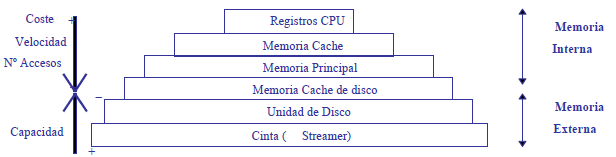 Coste
+
Velocidad
Nº Accesos
−
Capacidad
+
Registros CPU
Memoria Cache
Memoria Principal
Memoria Cache de disco
Unidad de Disco
Cinta ( Streamer)
Memoria
Interna
Memoria
Externa